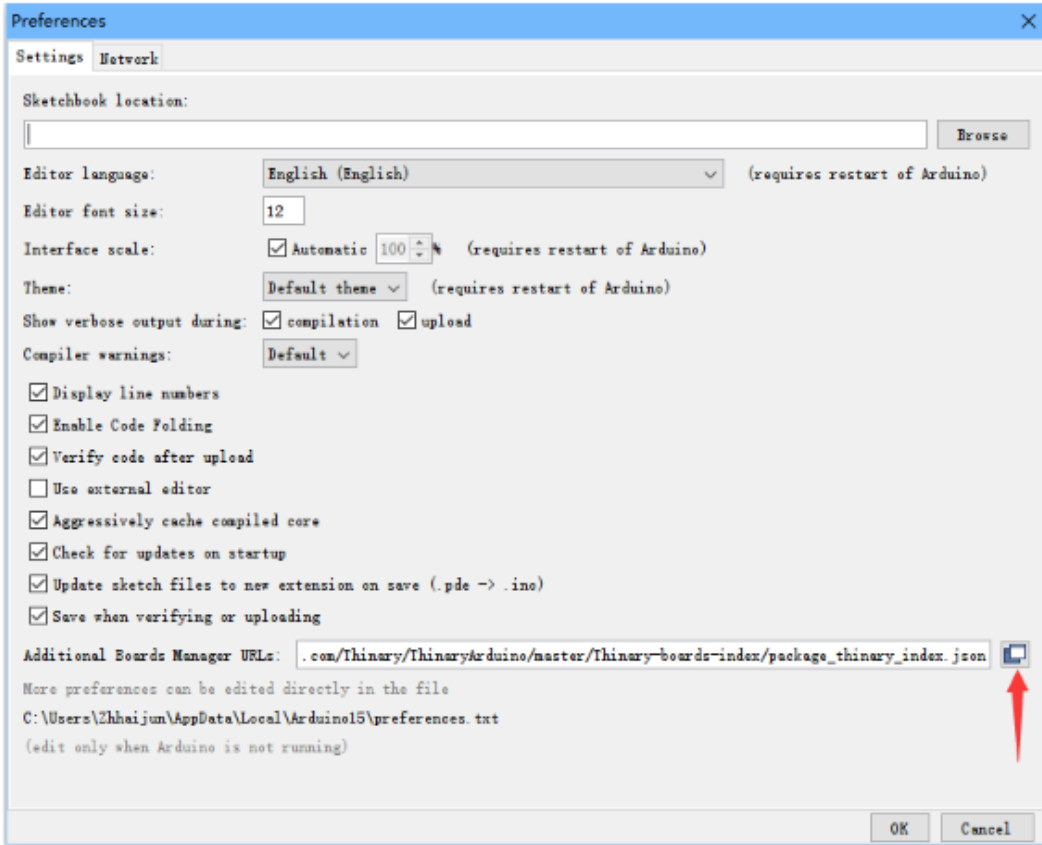 Preferences
Settings Network
Sketchbook location:
Browse
Editor language: English (English) (requires restart of Arduino)
Editor font size: 12
Interface scale: Automatic 100 % (requires restart of Arduino)
Theme: Default theme (requires restart of Arduino)
Show verbose output during: compilation upload
Compiler warnings: Default
Display line numbers
Enable Code Folding
Verify code after upload
Use external editor
Aggressively cache compiled core
Check for updates on startup
Update sketch files to new extension on save (.pde -> .ino)
Save when verifying or uploading
Additional Boards Manager URLs: .com/Thinary/ThinaryArduino/master/Thinary-boards-index/package_thinary_index.json
More preferences can be edited directly in the file
C:\Users\Zhhaijun\AppData\Local\Arduino15\preferences.txt
(edit only when Arduino is not running)
OK Cancel